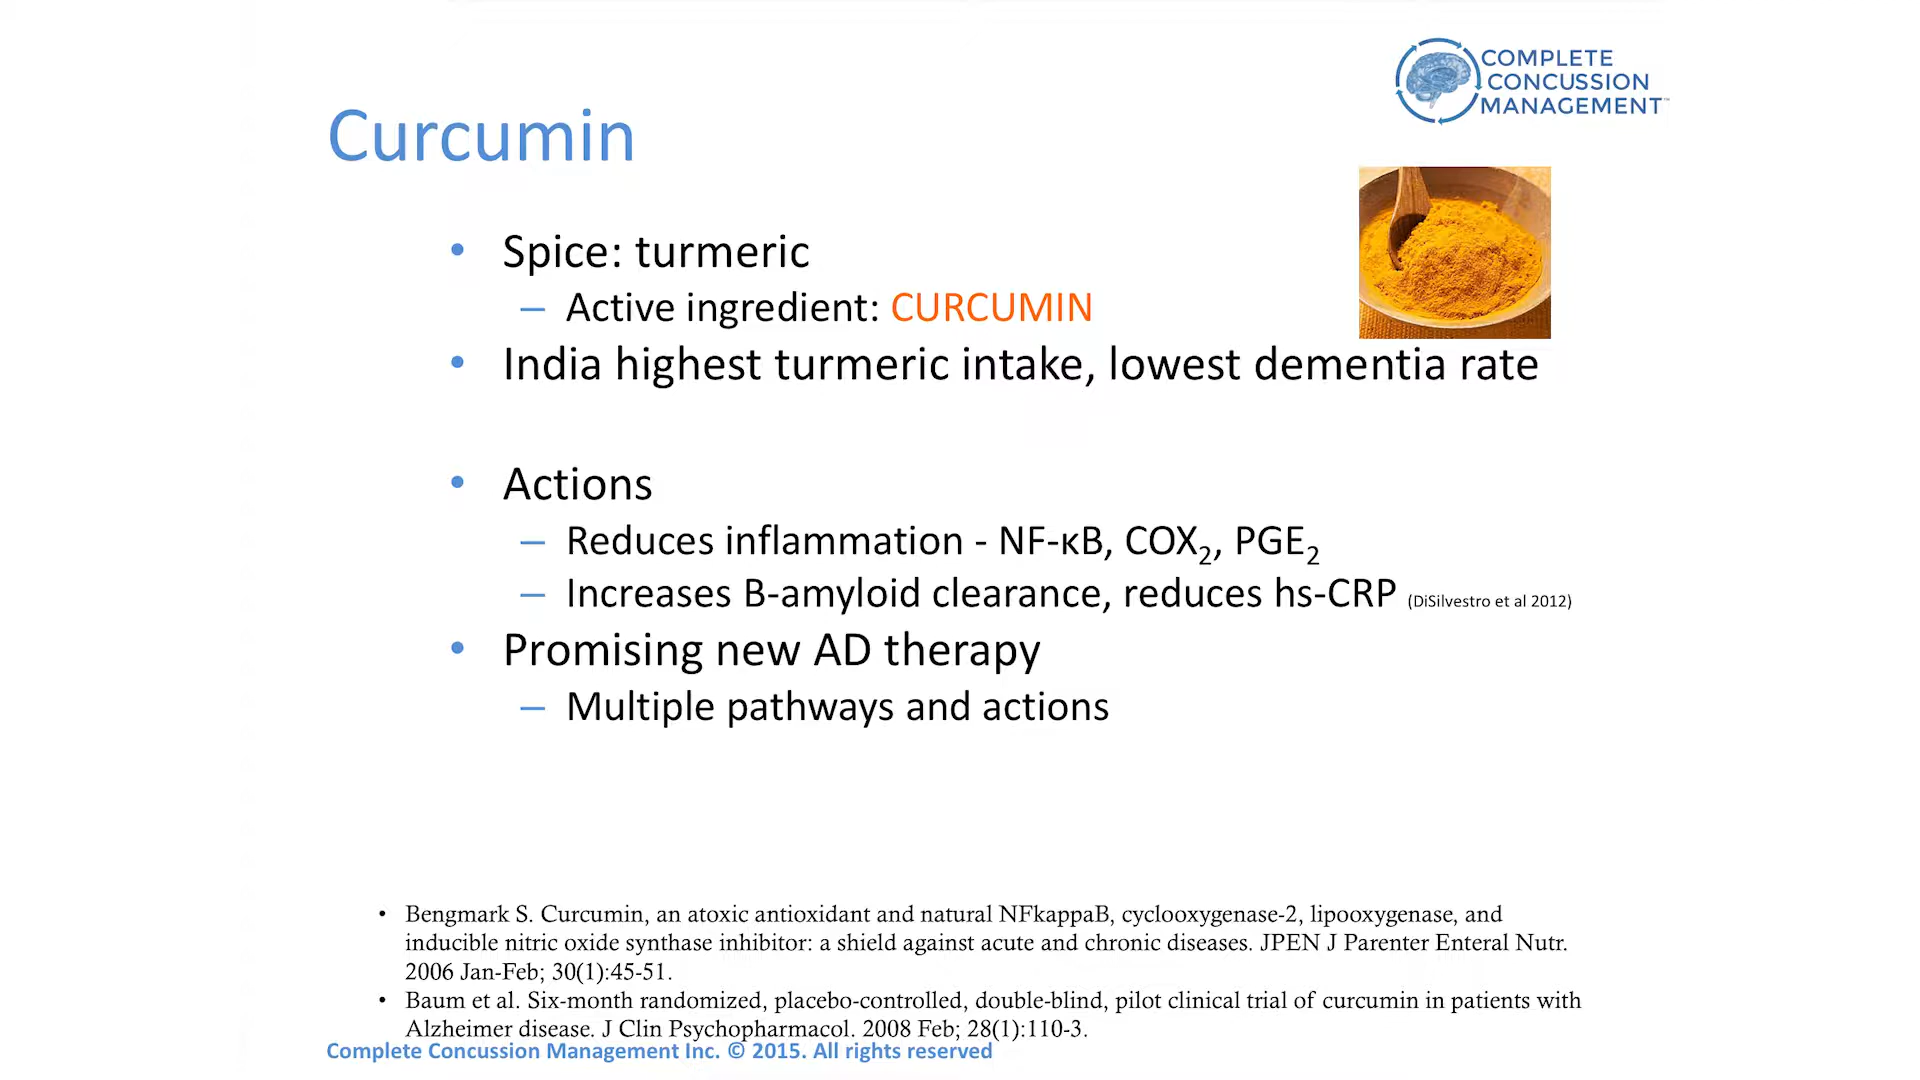 COMPLETE
CONCUSSION
MANAGEMENT™
Curcumin
• Spice: turmeric
– Active ingredient: CURCUMIN
• India highest turmeric intake, lowest dementia rate
• Actions
– Reduces inflammation - NF-κB, COX₂, PGE₂
– Increases B-amyloid clearance, reduces hs-CRP (DiSilvestro et al 2012)
• Promising new AD therapy
– Multiple pathways and actions
• Bengmark S. Curcumin, an atoxic antioxidant and natural NFkappaB, cyclooxygenase-2, lipooxygenase, and
inducible nitric oxide synthase inhibitor: a shield against acute and chronic diseases. JPEN J Parenter Enteral Nutr.
2006 Jan-Feb; 30(1):45-51.
• Baum et al. Six-month randomized, placebo-controlled, double-blind, pilot clinical trial of curcumin in patients with
Alzheimer disease. J Clin Psychopharmacol. 2008 Feb; 28(1):110-3.
Complete Concussion Management Inc. © 2015. All rights reserved